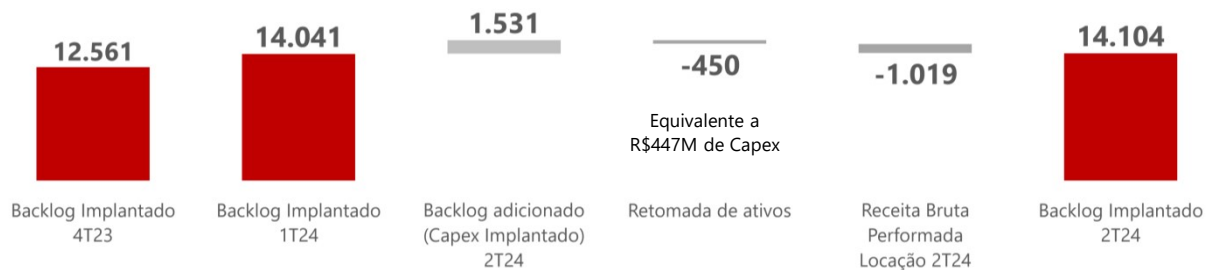 12.561
14.041
1.531
-450
-1.019
14.104
Equivalente a
R$447M de Capex
Backlog Implantado
4T23
Backlog Implantado
1T24
Backlog adicionado
(Capex Implantado)
2T24
Retomada de ativos
Receita Bruta
Performada
Locação 2T24
Backlog Implantado
2T24